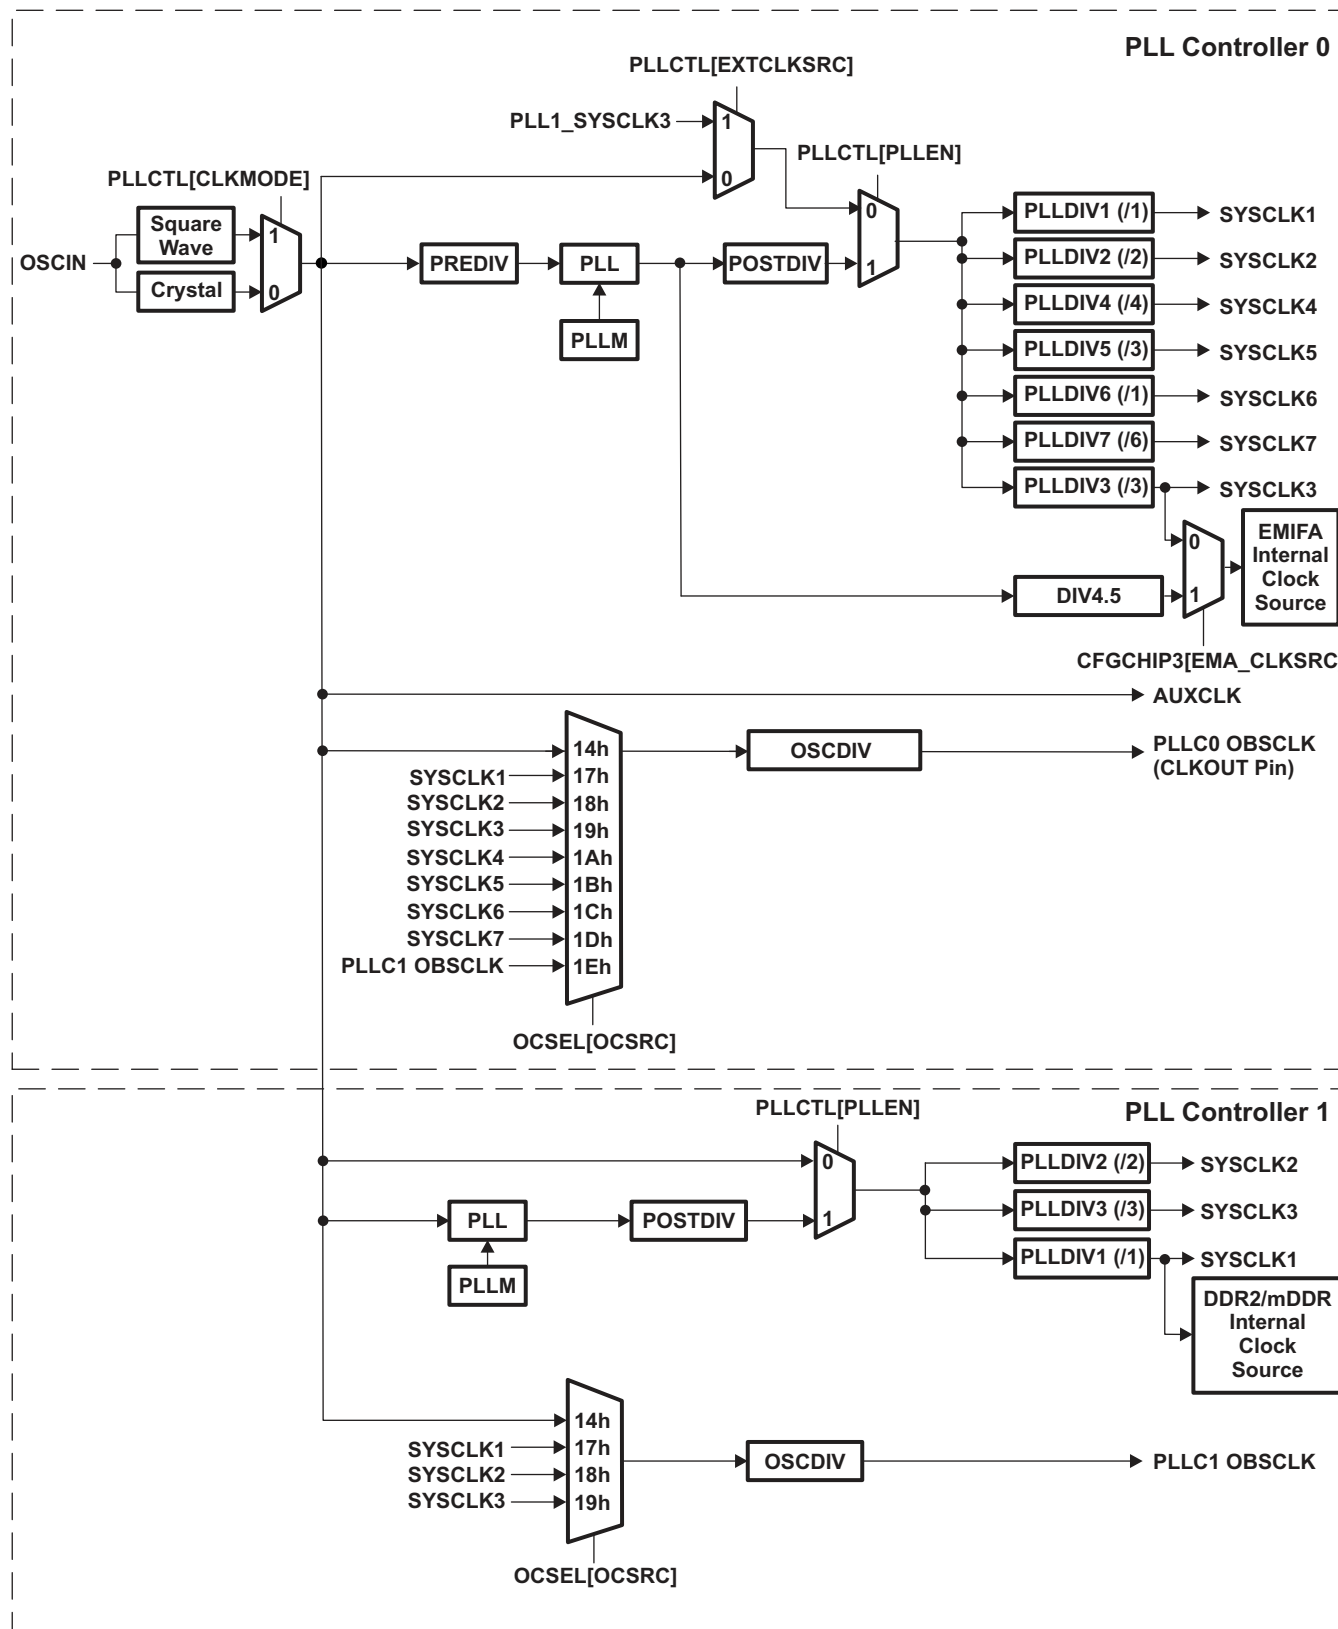 PLL Controller 0
PLLCTL[EXTCLKSRC]
PLL1_SYSCLK3
1
0
PLLCTL[PLLEN]
0
1
PLLCTL[CLKMODE]
OSCIN
Square
Wave
Crystal
1
0
PREDIV
PLL
PLLM
POSTDIV
PLLDIV1 (/1)
SYSCLK1
PLLDIV2 (/2)
SYSCLK2
PLLDIV4 (/4)
SYSCLK4
PLLDIV5 (/3)
SYSCLK5
PLLDIV6 (/1)
SYSCLK6
PLLDIV7 (/6)
SYSCLK7
PLLDIV3 (/3)
SYSCLK3
0
1
EMIFA
Internal
Clock
Source
DIV4.5
CFGCHIP3[EMA_CLKSRC
AUXCLK
14h
OSCDIV
PLLC0 OBSCLK
(CLKOUT Pin)
SYSCLK1
17h
SYSCLK2
18h
SYSCLK3
19h
SYSCLK4
1Ah
SYSCLK5
1Bh
SYSCLK6
1Ch
SYSCLK7
1Dh
PLLC1 OBSCLK
1Eh
OCSEL[OCSRC]
PLL Controller 1
PLLCTL[PLLEN]
0
1
PLL
PLLM
POSTDIV
PLLDIV2 (/2)
SYSCLK2
PLLDIV3 (/3)
SYSCLK3
PLLDIV1 (/1)
SYSCLK1
DDR2/mDDR
Internal
Clock
Source
14h
SYSCLK1
17h
SYSCLK2
18h
SYSCLK3
19h
OSCDIV
PLLC1 OBSCLK
OCSEL[OCSRC]